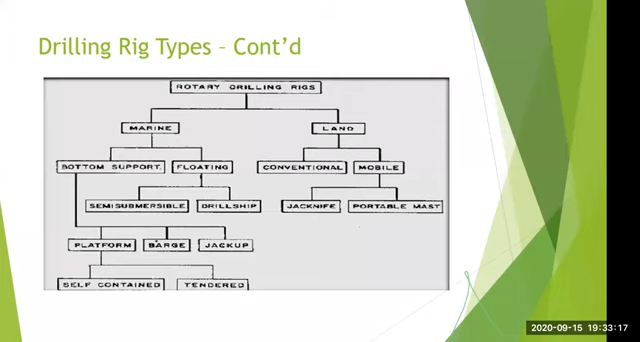 Drilling Rig Types – Cont’d
ROTARY DRILLING RIGS
MARINE LAND
BOTTOM SUPPORT FLOATING CONVENTIONAL MOBILE
SEMISUBMERSIBLE DRILLSHIP JACKNIFE PORTABLE MAST
PLATFORM BARGE JACKUP
SELF CONTAINED TENDERED
2020-09-15 19:33:17